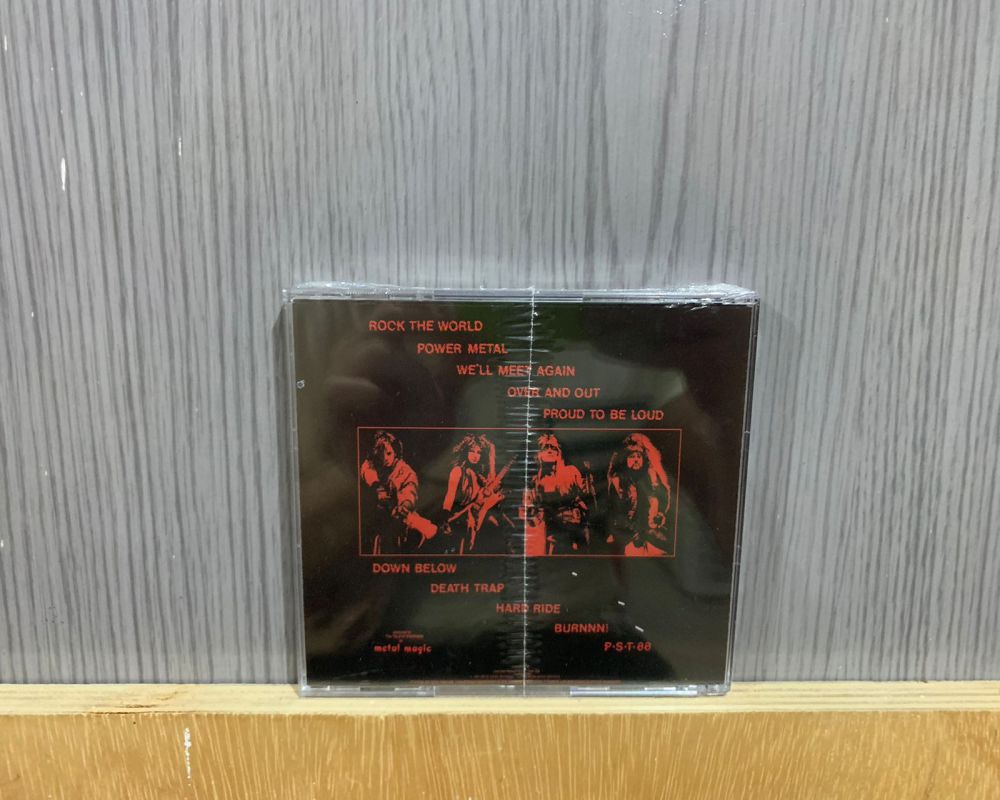 ROCK THE WORLD
POWER METAL
WE'LL MEET AGAIN
OVER AND OUT
PROUD TO BE LOUD
DOWN BELOW
DEATH TRAP
HARD RIDE
BURNNN!
metal magic
P·S·T·88